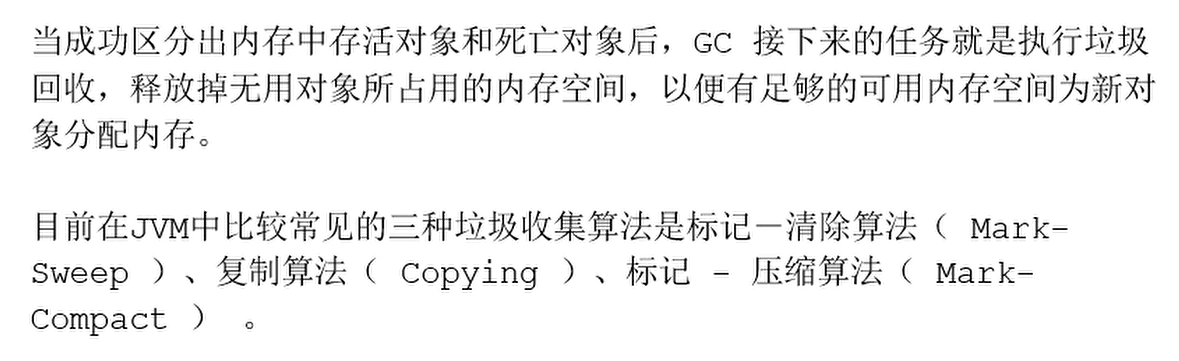 当成功区分出内存中存活对象和死亡对象后，GC 接下来的任务就是执行垃圾
回收，释放掉无用对象所占用的内存空间，以便有足够的可用内存空间为新对
象分配内存。
目前在JVM中比较常见的三种垃圾收集算法是标记－清除算法（ Mark-
Sweep ）、复制算法（ Copying ）、标记 - 压缩算法（ Mark-
Compact ） 。